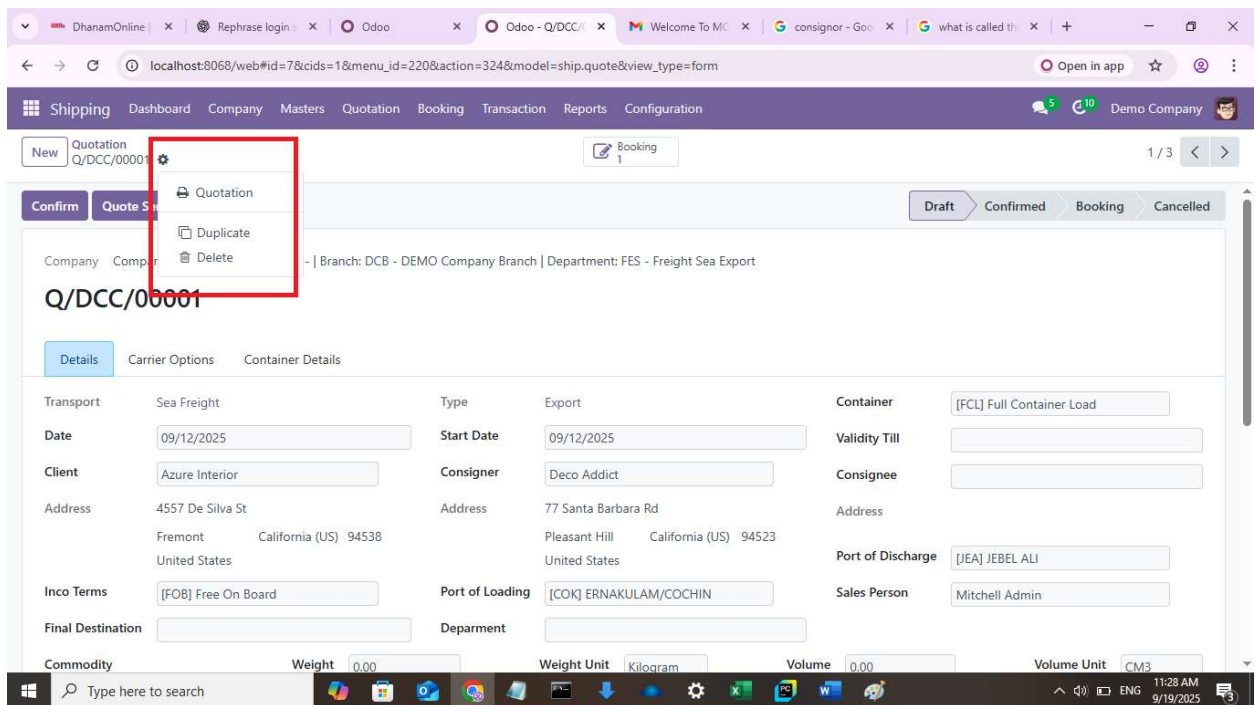 DhanamOnline
Rephrase login s
Odoo
Odoo - Q/DCC/
Welcome To MC
consignor - Goo
what is called th
localhost:8068/web#id=7&cids=1&menu_id=220&action=324&model=ship.quote&view_type=form
Open in app
Shipping Dashboard Company Masters Quotation Booking Transaction Reports Configuration
5 10 Demo Company
New
Quotation
Q/DCC/00001
Booking
1
1 / 3
Quotation
Duplicate
Delete
Confirm Quote Se
Draft Confirmed Booking Cancelled
Company Compa - | Branch: DCB - DEMO Company Branch | Department: FES - Freight Sea Export
Q/DCC/00001
Details Carrier Options Container Details
Transport Sea Freight Type Export Container [FCL] Full Container Load
Date 09/12/2025 Start Date 09/12/2025 Validity Till
Client Azure Interior Consigner Deco Addict Consignee
Address 4557 De Silva St Address 77 Santa Barbara Rd Address
Fremont California (US) 94538 Pleasant Hill California (US) 94523
United States United States Port of Discharge [JEA] JEBEL ALI
Inco Terms [FOB] Free On Board Port of Loading [COK] ERNAKULAM/COCHIN Sales Person Mitchell Admin
Final Destination Deparment
Commodity Weight 0.00 Weight Unit Kilogram Volume 0.00 Volume Unit CM3
Type here to search
ENG
11:28 AM
9/19/2025
3